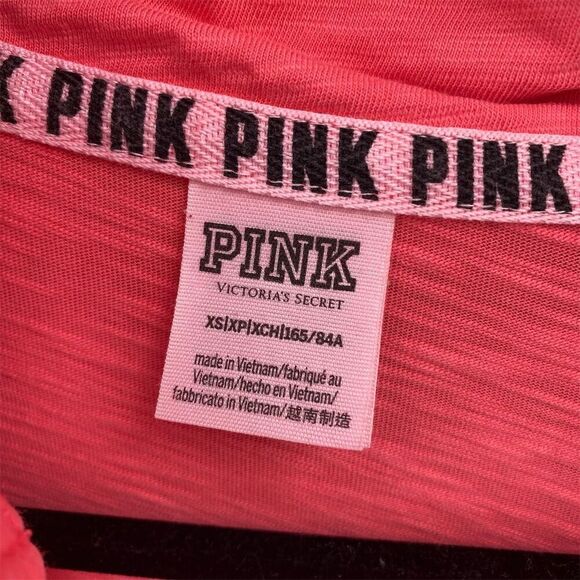 K PINK PINK PINK
PINK
VICTORIA'S SECRET
XS|XP|XCH|165/84A
made in Vietnam/fabriqué au
Vietnam/hecho en Vietnam/
fabbricato in Vietnam/越南制造